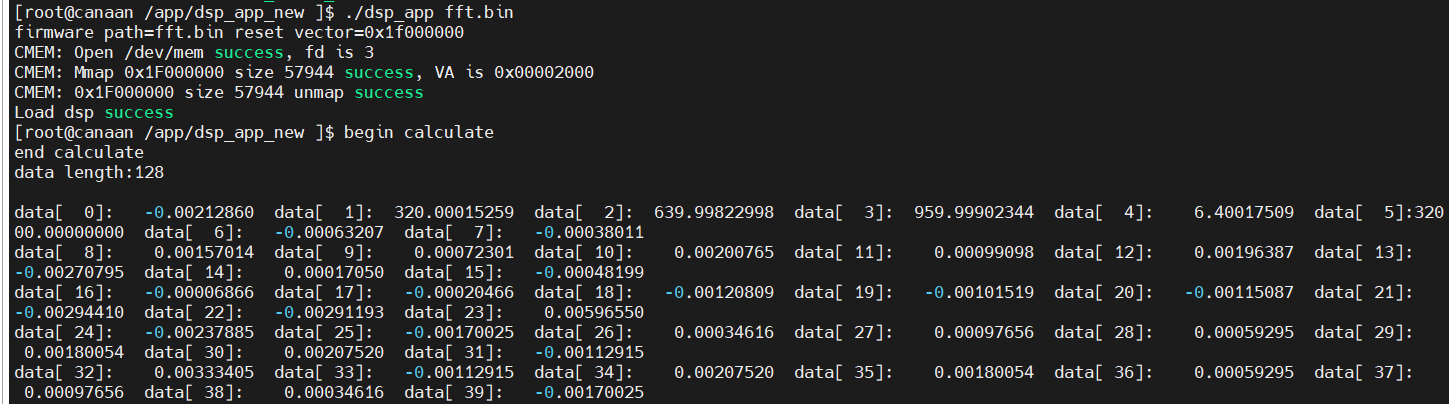 [root@canaan /app/dsp_app_new ]$ ./dsp_app fft.bin
firmware path=fft.bin reset vector=0x1f000000
CMEM: Open /dev/mem success, fd is 3
CMEM: Mmap 0x1F000000 size 57944 success, VA is 0x00002000
CMEM: 0x1F000000 size 57944 unmap success
Load dsp success
[root@canaan /app/dsp_app_new ]$ begin calculate
end calculate
data length:128
data[  0]:   -0.00212860  data[  1]:  320.00015259  data[  2]:  639.99822998  data[  3]:  959.99902344  data[  4]:    6.40017509  data[  5]:320
00.00000000  data[  6]:   -0.00063207  data[  7]:   -0.00038011
data[  8]:    0.00157014  data[  9]:    0.00072301  data[ 10]:    0.00200765  data[ 11]:    0.00099098  data[ 12]:    0.00196387  data[ 13]:
-0.00270795  data[ 14]:    0.00017050  data[ 15]:   -0.00048199
data[ 16]:   -0.00006866  data[ 17]:   -0.00020466  data[ 18]:   -0.00120809  data[ 19]:   -0.00101519  data[ 20]:   -0.00115087  data[ 21]:
-0.00294410  data[ 22]:   -0.00291193  data[ 23]:    0.00596550
data[ 24]:   -0.00237885  data[ 25]:   -0.00170025  data[ 26]:    0.00034616  data[ 27]:    0.00097656  data[ 28]:    0.00059295  data[ 29]:
 0.00180054  data[ 30]:    0.00207520  data[ 31]:   -0.00112915
data[ 32]:    0.00333405  data[ 33]:   -0.00112915  data[ 34]:    0.00207520  data[ 35]:    0.00180054  data[ 36]:    0.00059295  data[ 37]:
 0.00097656  data[ 38]:    0.00034616  data[ 39]:   -0.00170025